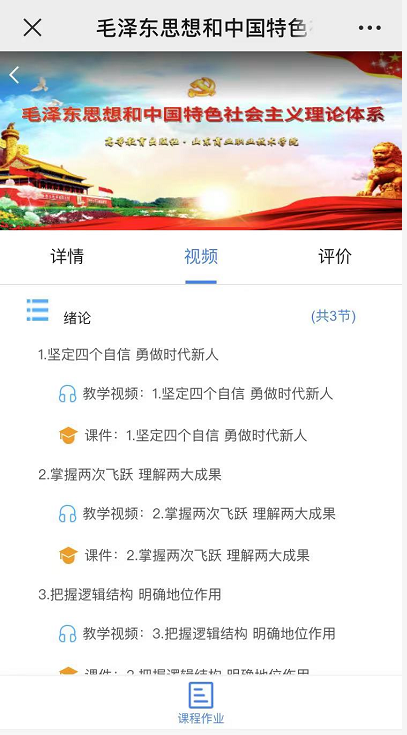 毛泽东思想和中国特色
毛泽东思想和中国特色社会主义理论体系
高等教育出版社·山东商业职业技术学院
详情
视频
评价
绪论
(共3节)
1.坚定四个自信 勇做时代新人
教学视频：1.坚定四个自信 勇做时代新人
课件：1.坚定四个自信 勇做时代新人
2.掌握两次飞跃 理解两大成果
教学视频：2.掌握两次飞跃 理解两大成果
课件：2.掌握两次飞跃 理解两大成果
3.把握逻辑结构 明确地位作用
教学视频：3.把握逻辑结构 明确地位作用
课件：3.把握逻辑结构 明确地位作用
课程作业